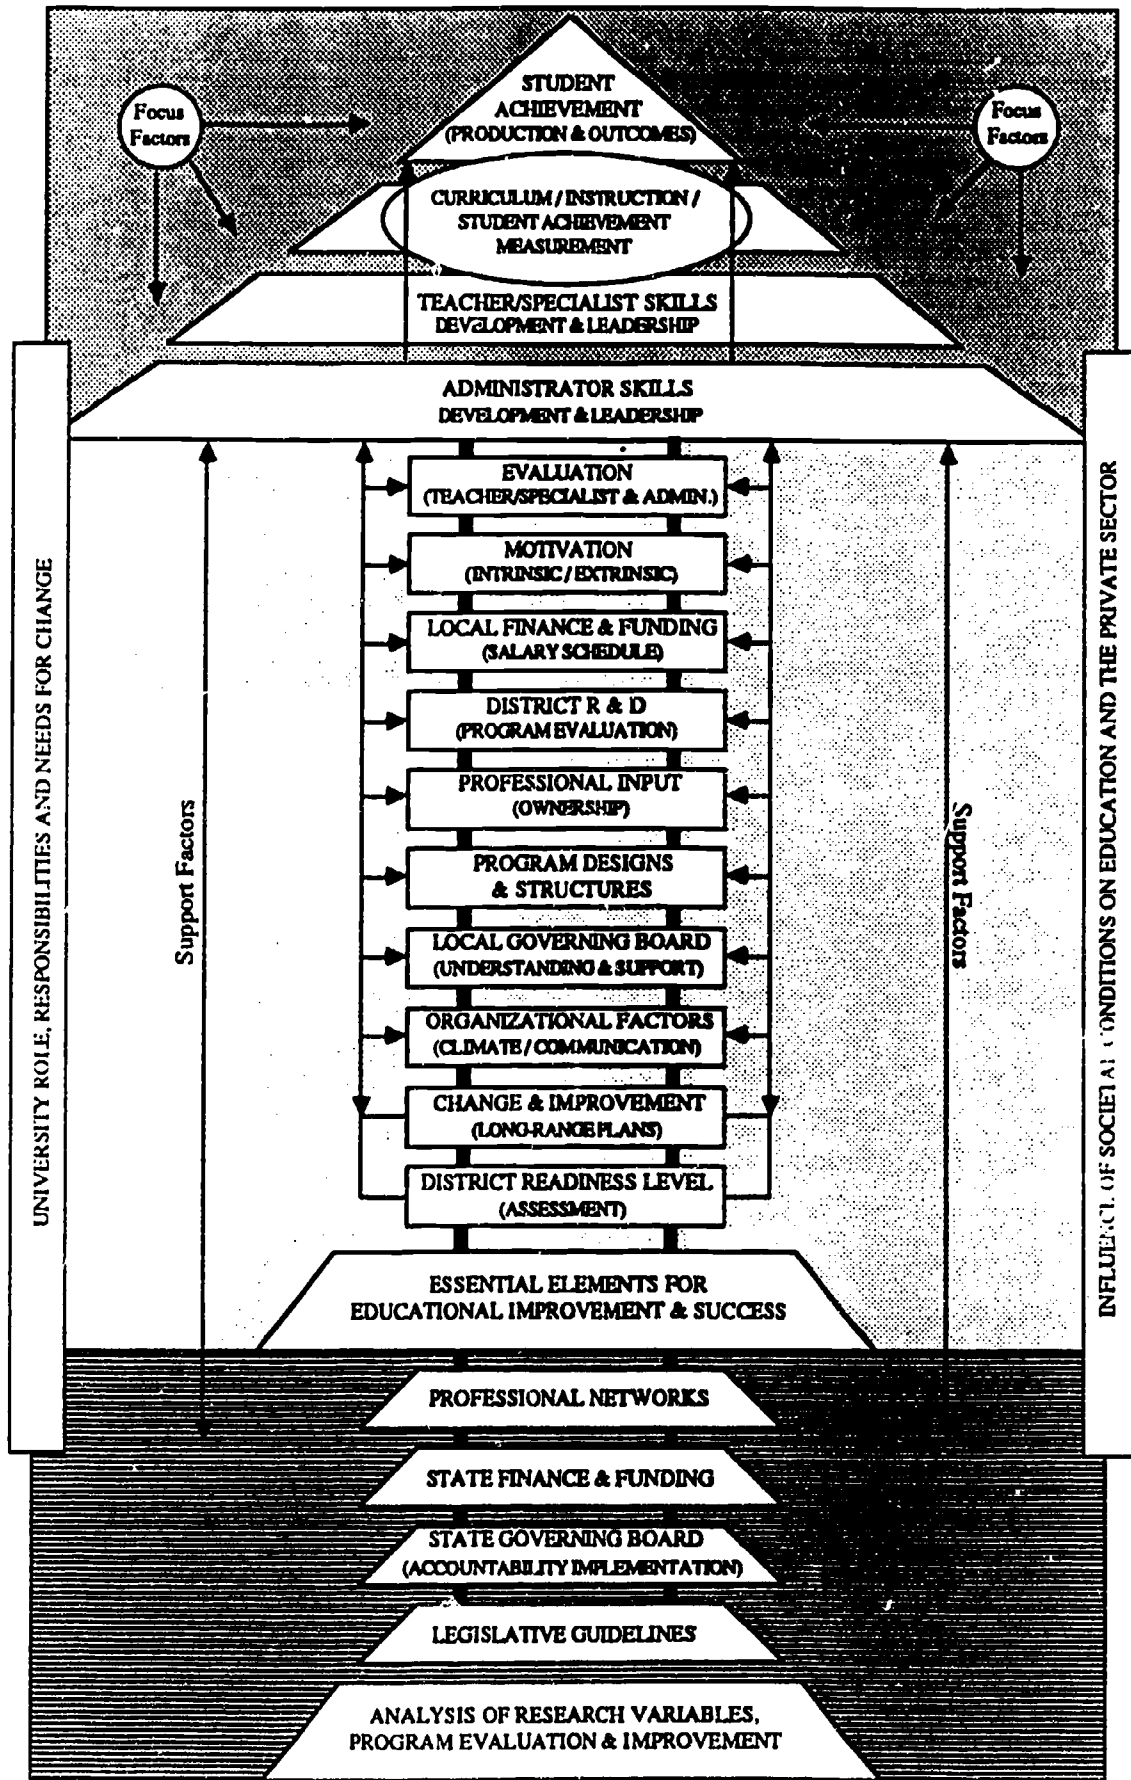 STUDENT
ACHIEVEMENT
(PRODUCTION & OUTCOMES)
Focus
Factors
Focus
Factors
CURRICULUM / INSTRUCTION /
STUDENT ACHIEVEMENT
MEASUREMENT
TEACHER/SPECIALIST SKILLS
DEVELOPMENT & LEADERSHIP
ADMINISTRATOR SKILLS
DEVELOPMENT & LEADERSHIP
EVALUATION
(TEACHER/SPECIALIST & ADMIN.)
MOTIVATION
(INTRINSIC / EXTRINSIC)
LOCAL FINANCE & FUNDING
(SALARY SCHEDULE)
DISTRICT R & D
(PROGRAM EVALUATION)
PROFESSIONAL INPUT
(OWNERSHIP)
PROGRAM DESIGNS
& STRUCTURES
LOCAL GOVERNING BOARD
(UNDERSTANDING & SUPPORT)
ORGANIZATIONAL FACTORS
(CLIMATE / COMMUNICATION)
CHANGE & IMPROVEMENT
(LONG-RANGE PLANS)
DISTRICT READINESS LEVEL
(ASSESSMENT)
UNIVERSITY ROLE, RESPONSIBILITIES AND NEEDS FOR CHANGE
Support Factors
Support Factors
INFLUENCE OF SOCIETAL CONDITIONS ON EDUCATION AND THE PRIVATE SECTOR
ESSENTIAL ELEMENTS FOR
EDUCATIONAL IMPROVEMENT & SUCCESS
PROFESSIONAL NETWORKS
STATE FINANCE & FUNDING
STATE GOVERNING BOARD
(ACCOUNTABILITY IMPLEMENTATION)
LEGISLATIVE GUIDELINES
ANALYSIS OF RESEARCH VARIABLES,
PROGRAM EVALUATION & IMPROVEMENT